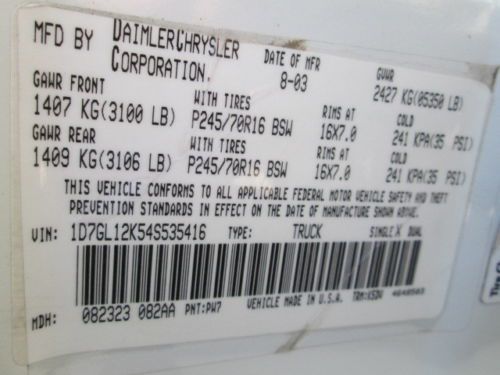 MFD BY DAIMLERCHRYSLER CORPORATION. DATE OF MFR 8-03 GVWR 2427 KG(05350 LB)
GAWR FRONT WITH TIRES RIMS AT COLD
1407 KG(3100 LB) P245/70R16 BSW 16X7.0 241 KPA(35 PSI)
GAWR REAR WITH TIRES RIMS AT COLD
1409 KG(3106 LB) P245/70R16 BSW 16X7.0 241 KPA(35 PSI)
THIS VEHICLE CONFORMS TO ALL APPLICABLE FEDERAL MOTOR VEHICLE SAFETY AND THEFT
PREVENTION STANDARDS IN EFFECT ON THE DATE OF MANUFACTURE SHOWN ABOVE.
VIN: 1D7GL12K54S535416 TYPE: TRUCK SINGLE X DUAL
MDH: 082323 082AA PNT:PW7 VEHICLE MADE IN U.S.A.